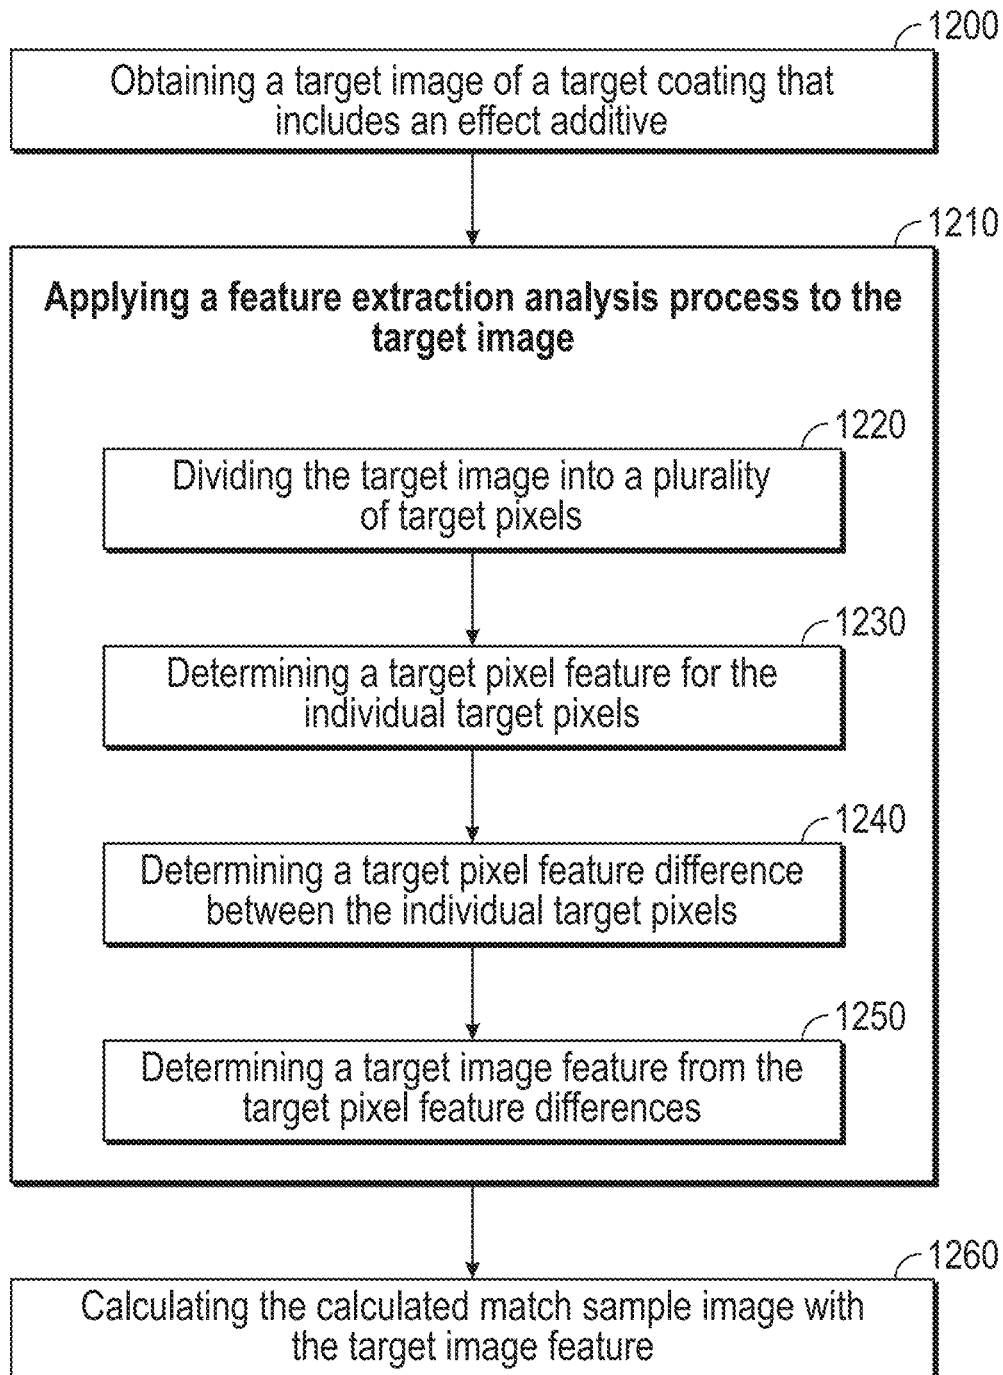 1200
Obtaining a target image of a target coating that
includes an effect additive
1210
Applying a feature extraction analysis process to the
target image
1220
Dividing the target image into a plurality
of target pixels
1230
Determining a target pixel feature for the
individual target pixels
1240
Determining a target pixel feature difference
between the individual target pixels
1250
Determining a target image feature from the
target pixel feature differences
1260
Calculating the calculated match sample image with
the target image feature